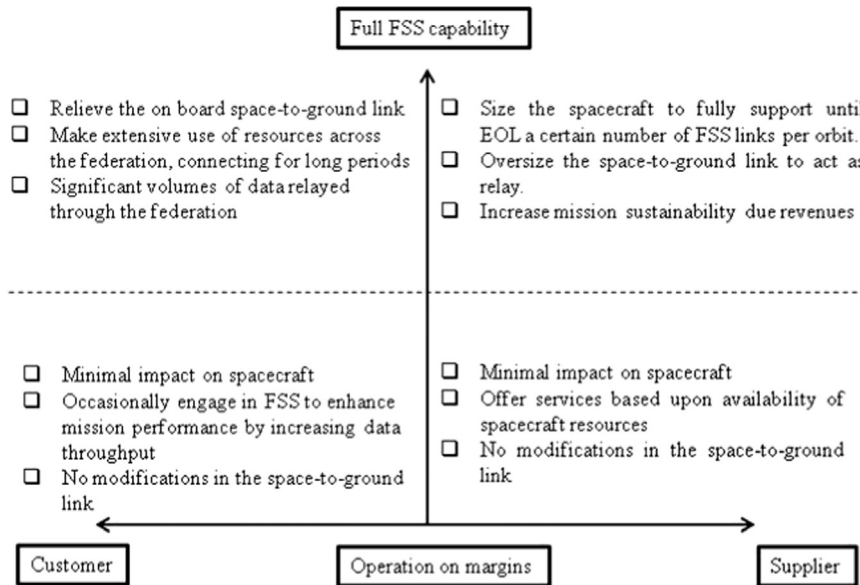 Full FSS capability
❑ Relieve the on board space-to-ground link
❑ Make extensive use of resources across
the federation, connecting for long periods
❑ Significant volumes of data relayed
through the federation
❑ Size the spacecraft to fully support until
EOL a certain number of FSS links per orbit.
❑ Oversize the space-to-ground link to act as
relay.
❑ Increase mission sustainability due revenues
❑ Minimal impact on spacecraft
❑ Occasionally engage in FSS to enhance
mission performance by increasing data
throughput
❑ No modifications in the space-to-ground
link
❑ Minimal impact on spacecraft
❑ Offer services based upon availability of
spacecraft resources
❑ No modifications in the space-to-ground
link
Customer
Operation on margins
Supplier